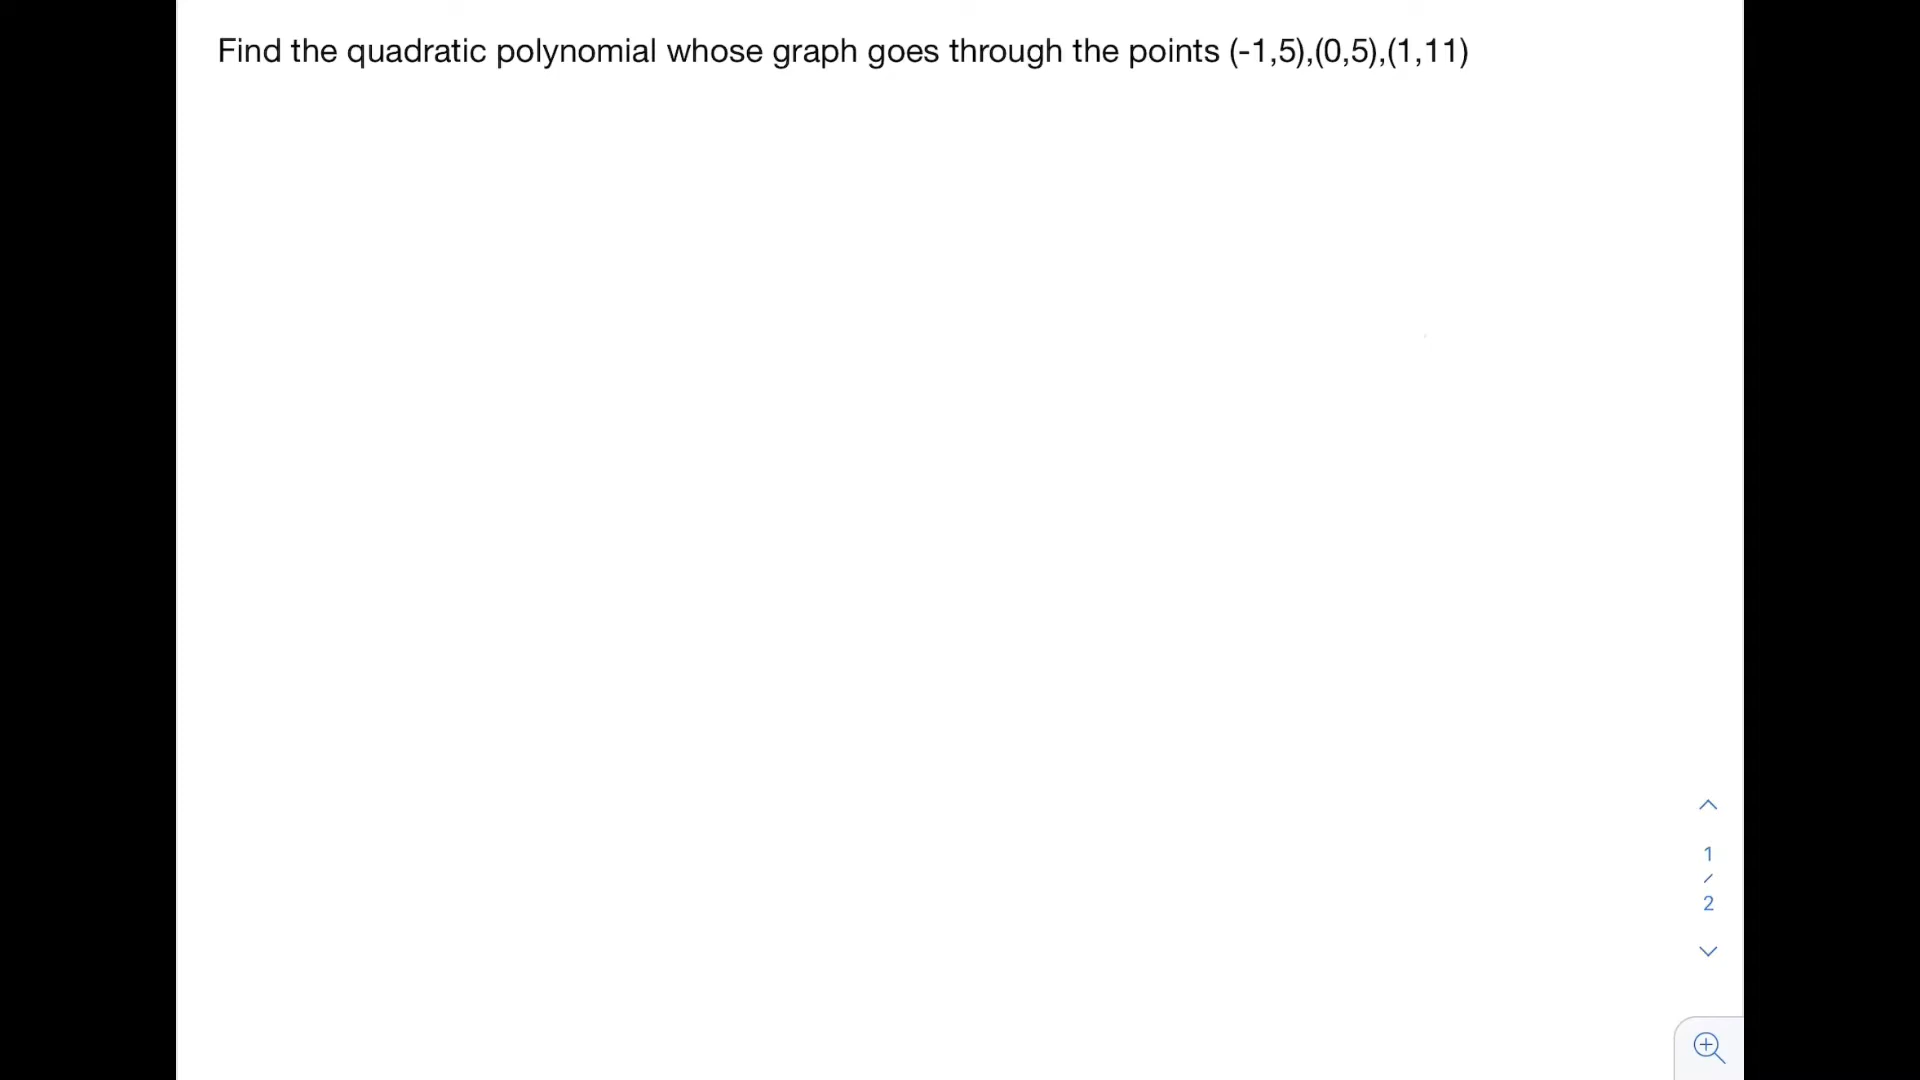 Find the quadratic polynomial whose graph goes through the points (-1,5),(0,5),(1,11)
1
/
2